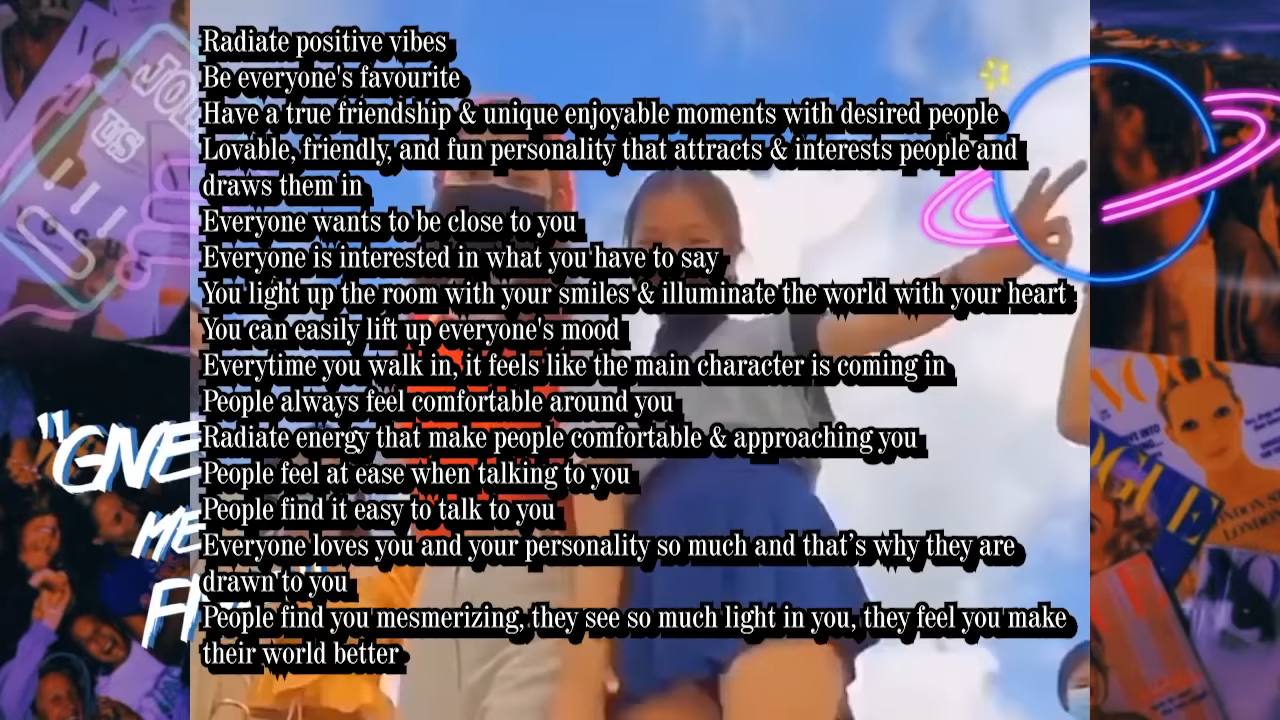 Radiate positive vibes
Be everyone's favourite
Have a true friendship & unique enjoyable moments with desired people
Lovable, friendly, and fun personality that attracts & interests people and
draws them in
Everyone wants to be close to you
Everyone is interested in what you have to say
You light up the room with your smiles & illuminate the world with your heart
You can easily lift up everyone's mood
Everytime you walk in, it feels like the main character is coming in
People always feel comfortable around you
Radiate energy that make people comfortable & approaching you
People feel at ease when talking to you
People find it easy to talk to you
Everyone loves you and your personality so much and that’s why they are
drawn to you
People find you mesmerizing, they see so much light in you, they feel you make
their world better
JOIN
US
!!!
"GIVE
ME
VOGUE
VOGUE
LONDON